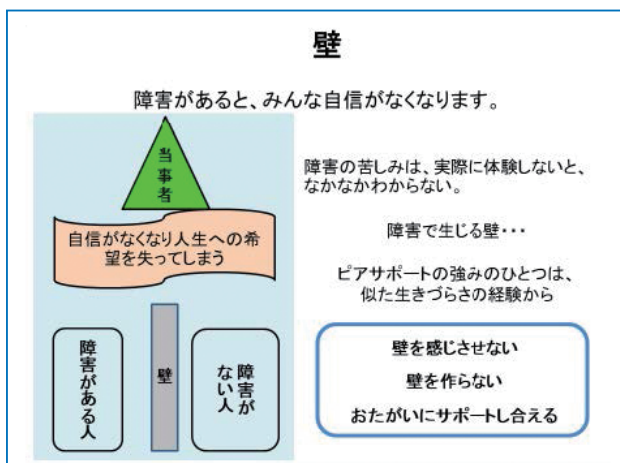 壁
障害があると、みんな自信がなくなります。
当事者
自信がなくなり人生への希
望を失ってしまう
障害がある人
壁
障害が
ない人
障害の苦しみは、実際に体験しないと、
なかなかわからない。
障害で生じる壁・・・
ピアサポートの強みのひとつは、
似た生きづらさの経験から
壁を感じさせない
壁を作らない
おたがいにサポートし合える